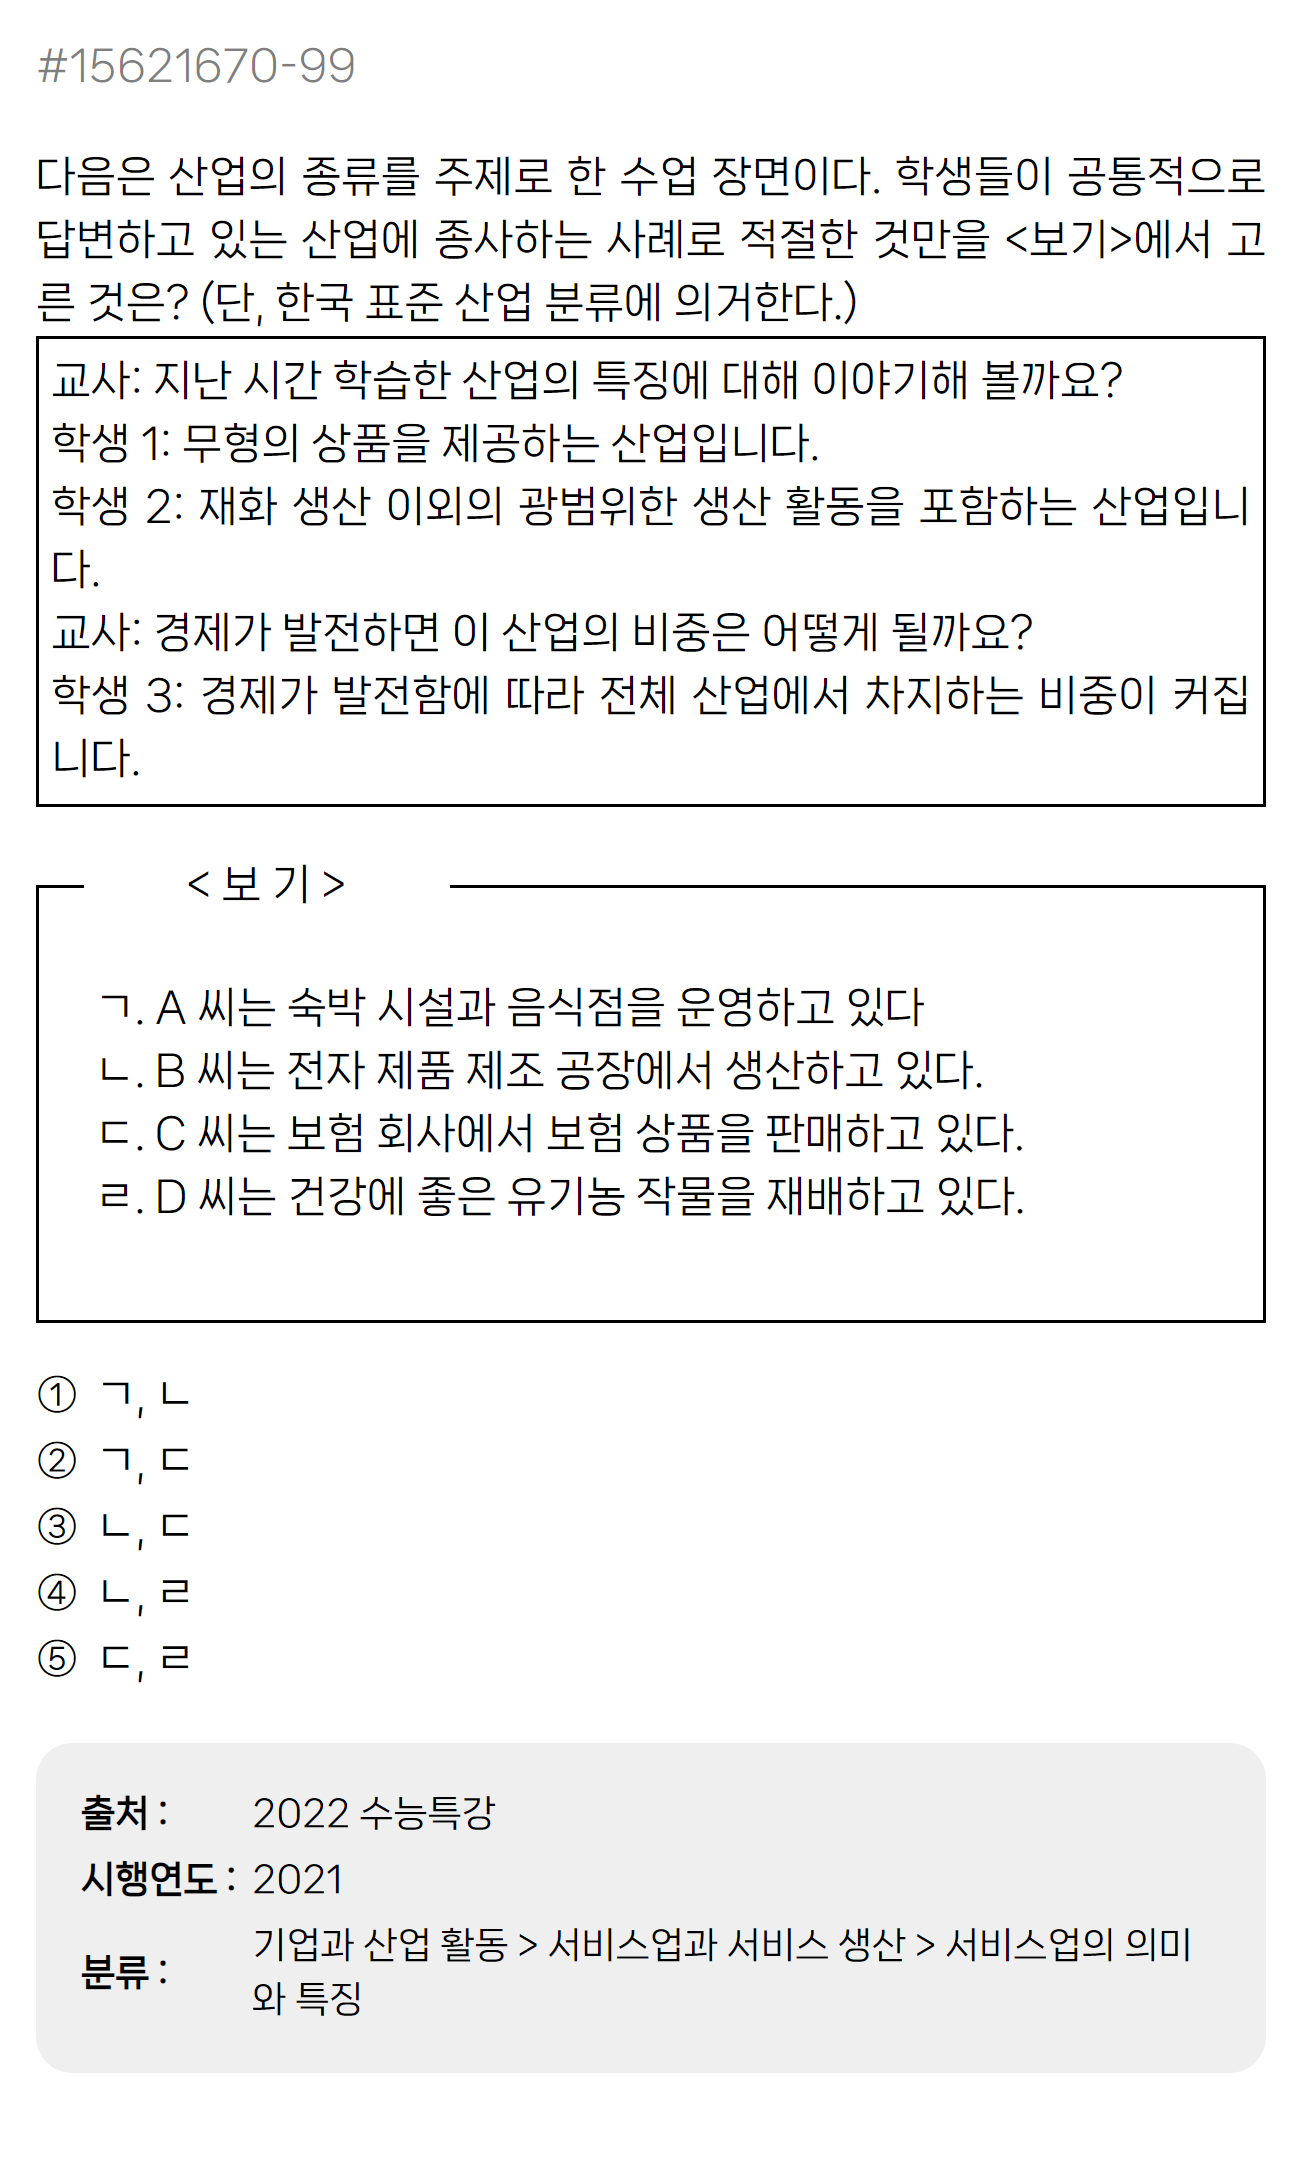 #15621670-99
다음은 산업의 종류를 주제로 한 수업 장면이다. 학생들이 공통적으로
답변하고 있는 산업에 종사하는 사례로 적절한 것만을 <보기>에서 고
른 것은? (단, 한국 표준 산업 분류에 의거한다.)
교사: 지난 시간 학습한 산업의 특징에 대해 이야기해 볼까요?
학생 1: 무형의 상품을 제공하는 산업입니다.
학생 2: 재화 생산 이외의 광범위한 생산 활동을 포함하는 산업입니
다.
교사: 경제가 발전하면 이 산업의 비중은 어떻게 될까요?
학생 3: 경제가 발전함에 따라 전체 산업에서 차지하는 비중이 커집
니다.
< 보 기 >
ㄱ. A 씨는 숙박 시설과 음식점을 운영하고 있다
ㄴ. B 씨는 전자 제품 제조 공장에서 생산하고 있다.
ㄷ. C 씨는 보험 회사에서 보험 상품을 판매하고 있다.
ㄹ. D 씨는 건강에 좋은 유기농 작물을 재배하고 있다.
① ㄱ, ㄴ
② ㄱ, ㄷ
③ ㄴ, ㄷ
④ ㄴ, ㄹ
⑤ ㄷ, ㄹ
출처 : 2022 수능특강
시행연도 : 2021
분류 : 기업과 산업 활동 > 서비스업과 서비스 생산 > 서비스업의 의미
와 특징